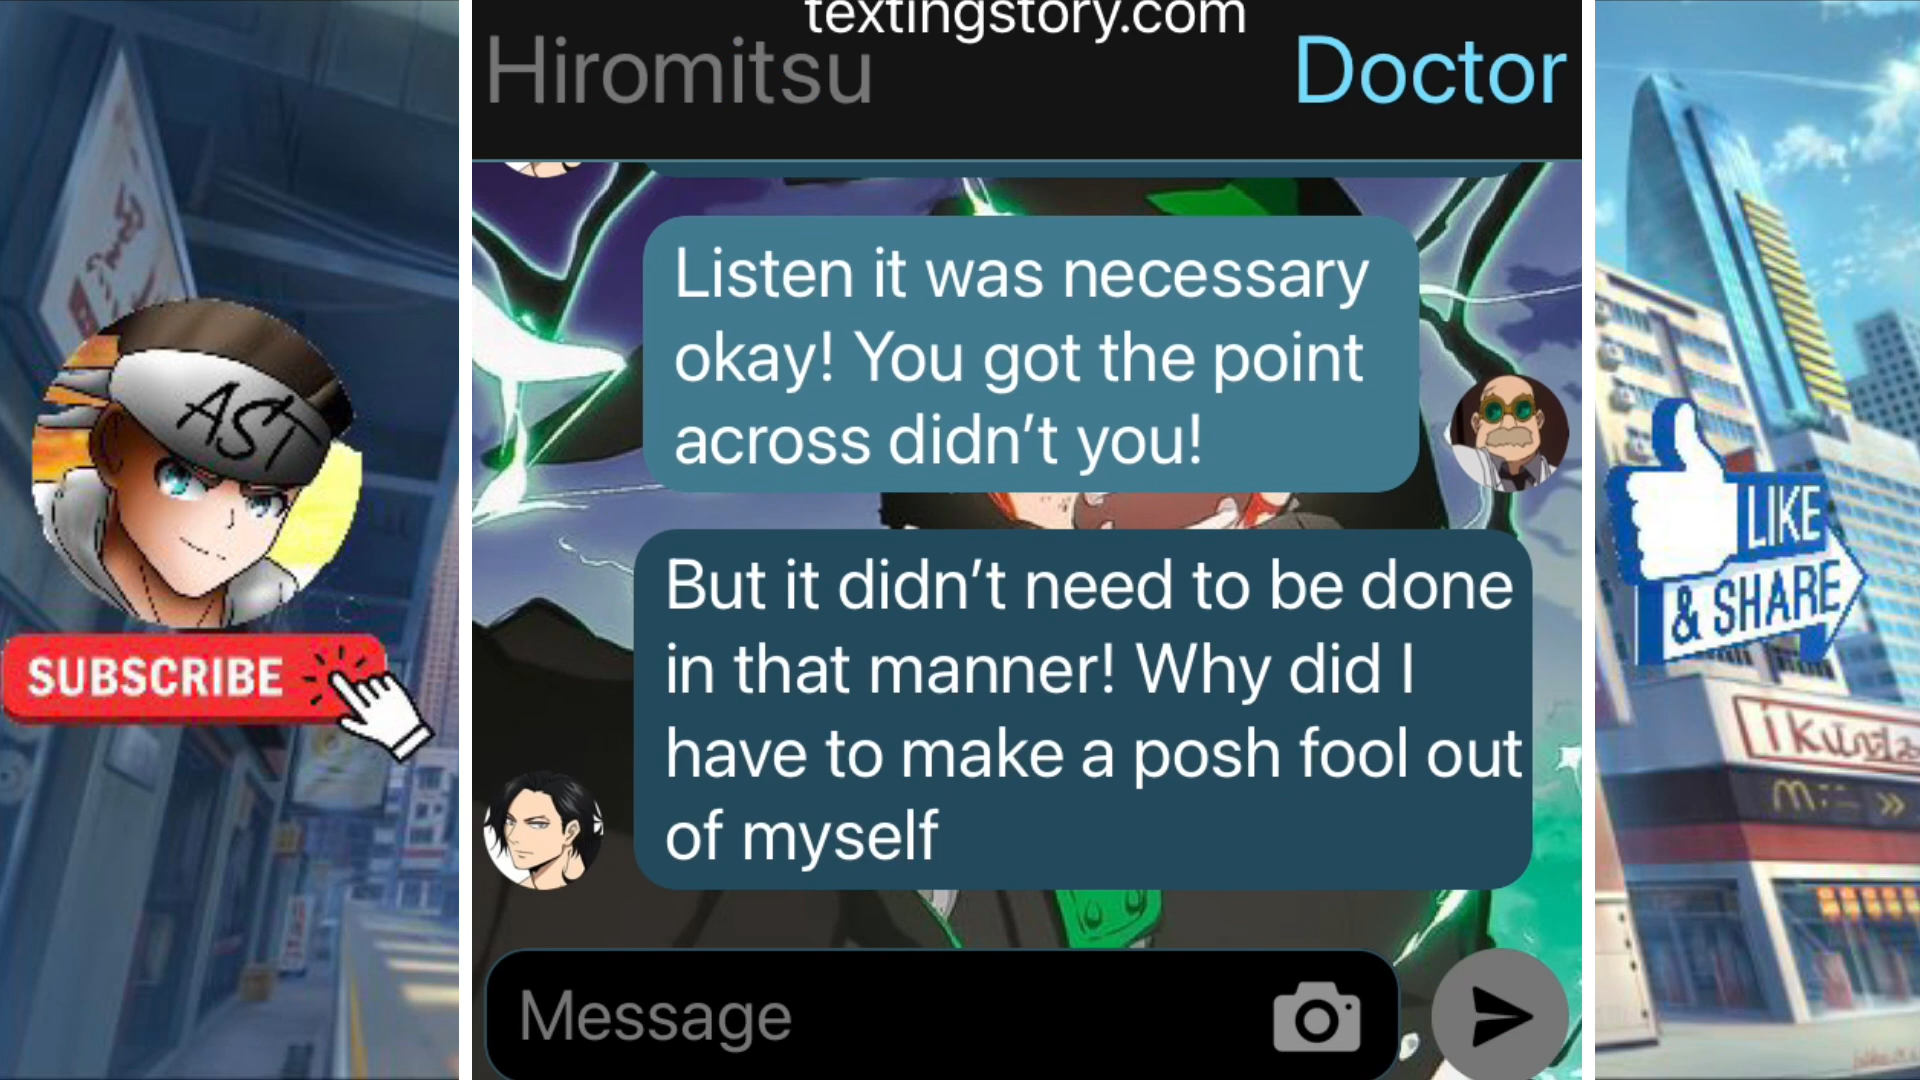 textingstory.com
Hiromitsu
Doctor
Listen it was necessary
okay! You got the point
across didn't you!
But it didn't need to be done
in that manner! Why did I
have to make a posh fool out
of myself
Message
AST
SUBSCRIBE
LIKE
& SHARE